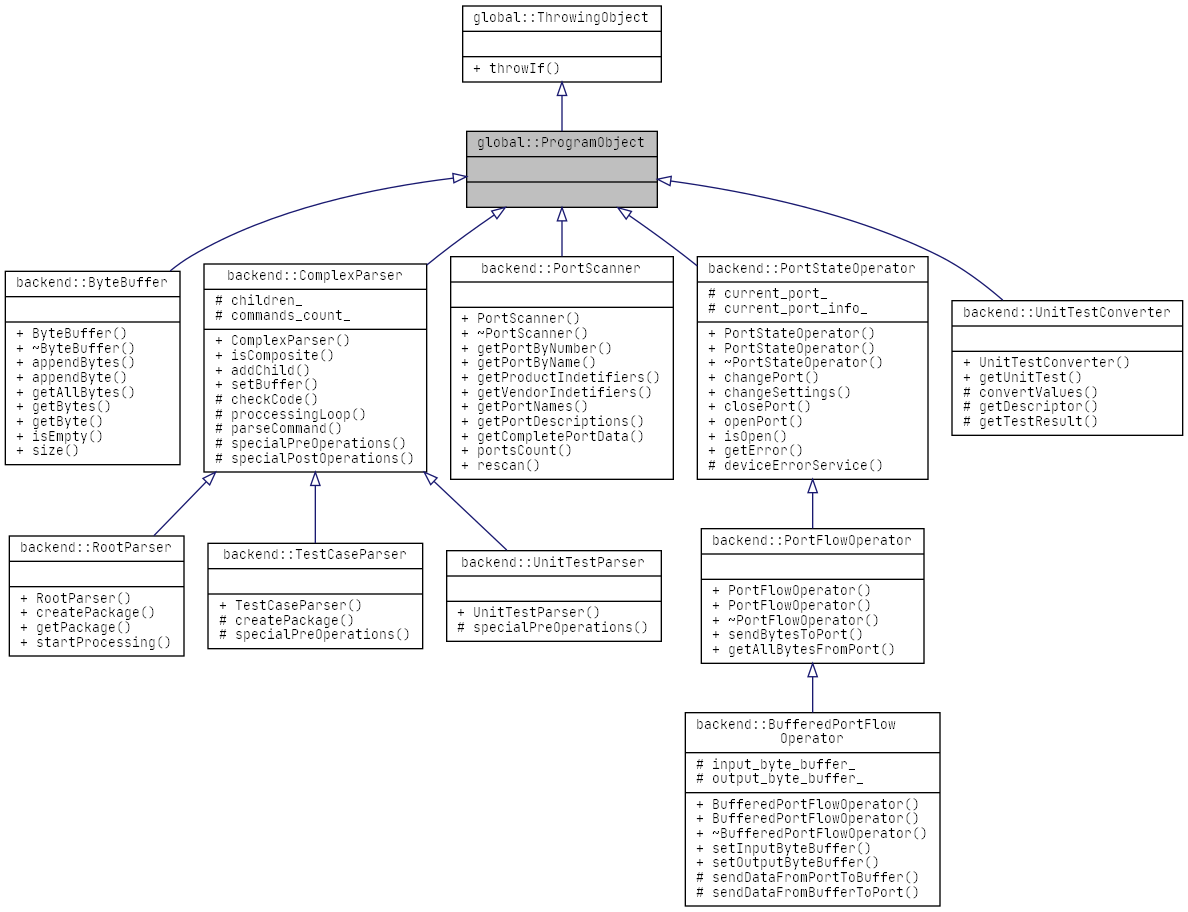 global::ThrowingObject
+ throwIf()
global::ProgramObject
backend::ByteBuffer
+ ByteBuffer()
+ ~ByteBuffer()
+ appendBytes()
+ appendByte()
+ getAllBytes()
+ getBytes()
+ getByte()
+ isEmpty()
+ size()
backend::ComplexParser
# children_
# commands_count_
+ ComplexParser()
+ isComposite()
+ addChild()
+ setBuffer()
# checkCode()
# proccessingLoop()
# parseCommand()
# specialPreOperations()
# specialPostOperations()
backend::PortScanner
+ PortScanner()
+ ~PortScanner()
+ getPortByNumber()
+ getPortByName()
+ getProductIndetifiers()
+ getVendorIndetifiers()
+ getPortNames()
+ getPortDescriptions()
+ getCompletePortData()
+ portsCount()
+ rescan()
backend::PortStateOperator
# current_port_
# current_port_info_
+ PortStateOperator()
+ PortStateOperator()
+ ~PortStateOperator()
+ changePort()
+ changeSettings()
+ closePort()
+ openPort()
+ isOpen()
+ getError()
# deviceErrorService()
backend::UnitTestConverter
+ UnitTestConverter()
+ getUnitTest()
# convertValues()
# getDescriptor()
# getTestResult()
backend::RootParser
+ RootParser()
+ createPackage()
+ getPackage()
+ startProcessing()
backend::TestCaseParser
+ TestCaseParser()
# createPackage()
# specialPreOperations()
backend::UnitTestParser
+ UnitTestParser()
# specialPreOperations()
backend::PortFlowOperator
+ PortFlowOperator()
+ PortFlowOperator()
+ ~PortFlowOperator()
+ sendBytesToPort()
+ getAllBytesFromPort()
backend::BufferedPortFlow
Operator
# input_byte_buffer_
# output_byte_buffer_
+ BufferedPortFlowOperator()
+ BufferedPortFlowOperator()
+ ~BufferedPortFlowOperator()
+ setInputByteBuffer()
+ setOutputByteBuffer()
# sendDataFromPortToBuffer()
# sendDataFromBufferToPort()